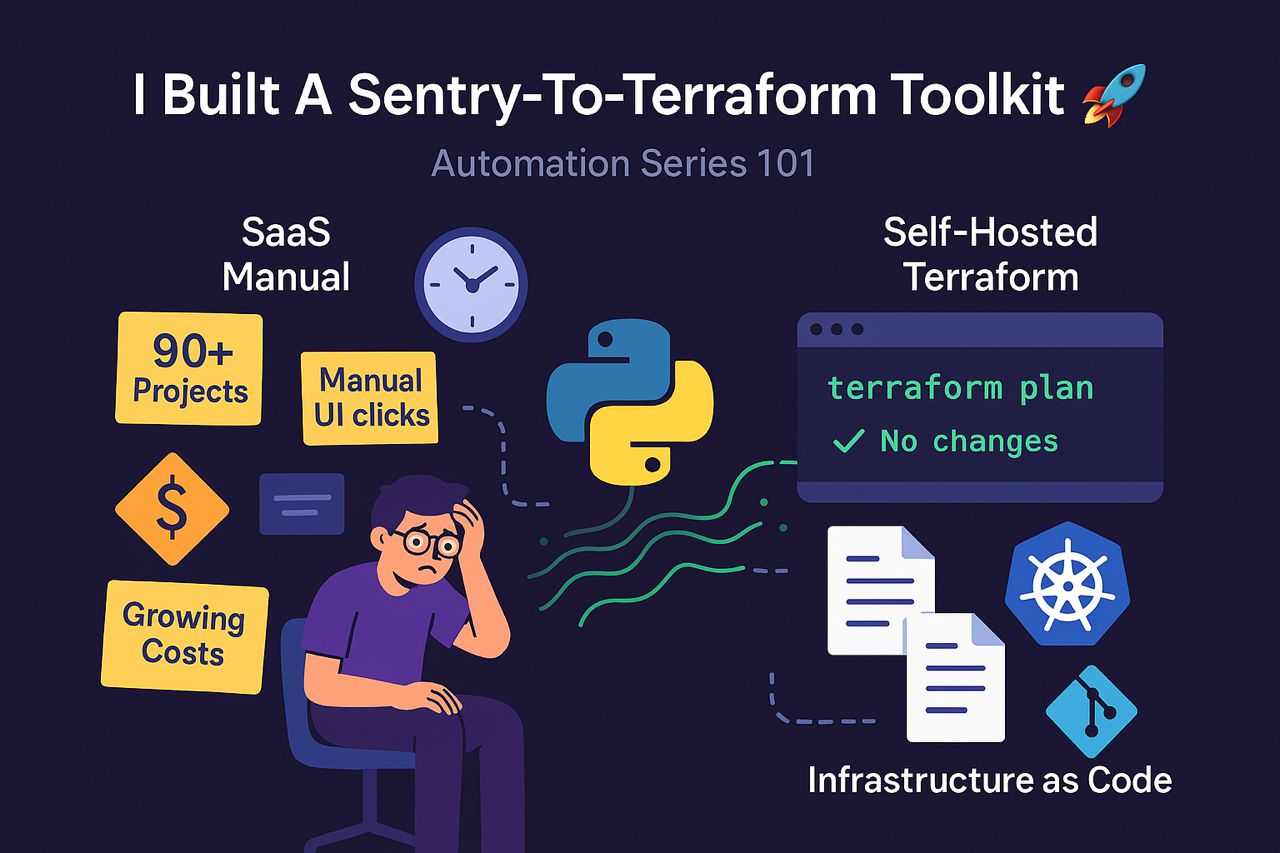 I Built A Sentry-To-Terraform Toolkit 🚀
Automation Series 101
SaaS
Manual
90+
Projects
Manual
UI clicks
$
Growing
Costs
Self-Hosted
Terraform
terraform plan
✓ No changes
Infrastructure as Code